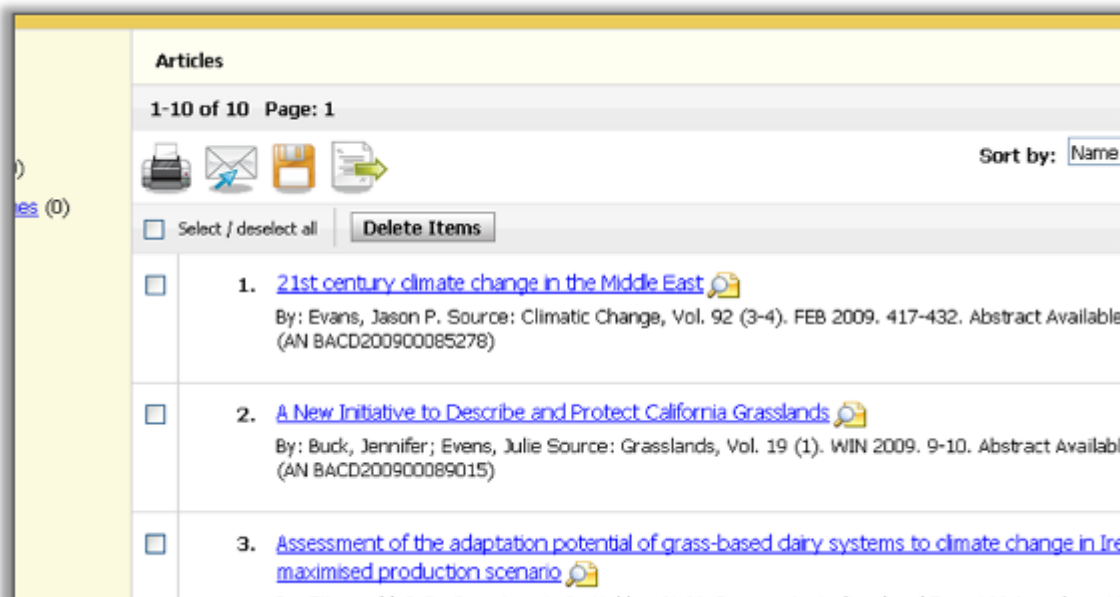 Articles
1-10 of 10 Page: 1
Sort by: Name
(0)
Select / deselect all Delete Items
1. 21st century climate change in the Middle East
By: Evans, Jason P. Source: Climatic Change, Vol. 92 (3-4). FEB 2009. 417-432. Abstract Available
(AN BACD200900085278)
2. A New Initiative to Describe and Protect California Grasslands
By: Buck, Jennifer; Evens, Julie Source: Grasslands, Vol. 19 (1). WIN 2009. 9-10. Abstract Availabl
(AN BACD200900089015)
3. Assessment of the adaptation potential of grass-based dairy systems to climate change in Ire
maximised production scenario